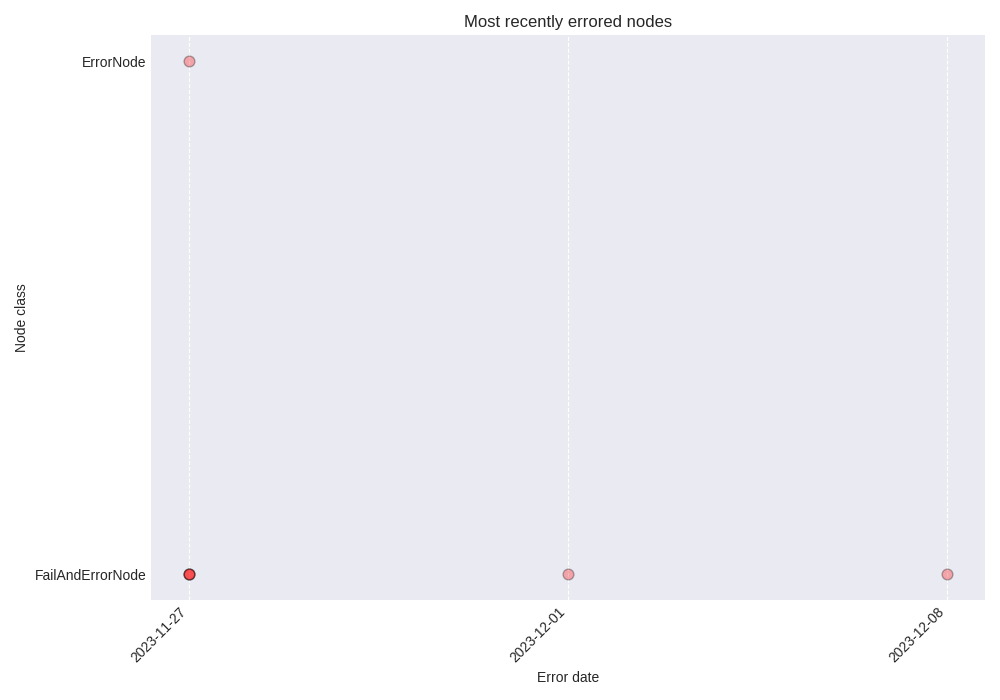 Most recently errored nodes
ErrorNode
Node class
FailAndErrorNode
2023-11-27
2023-12-01
2023-12-08
Error date